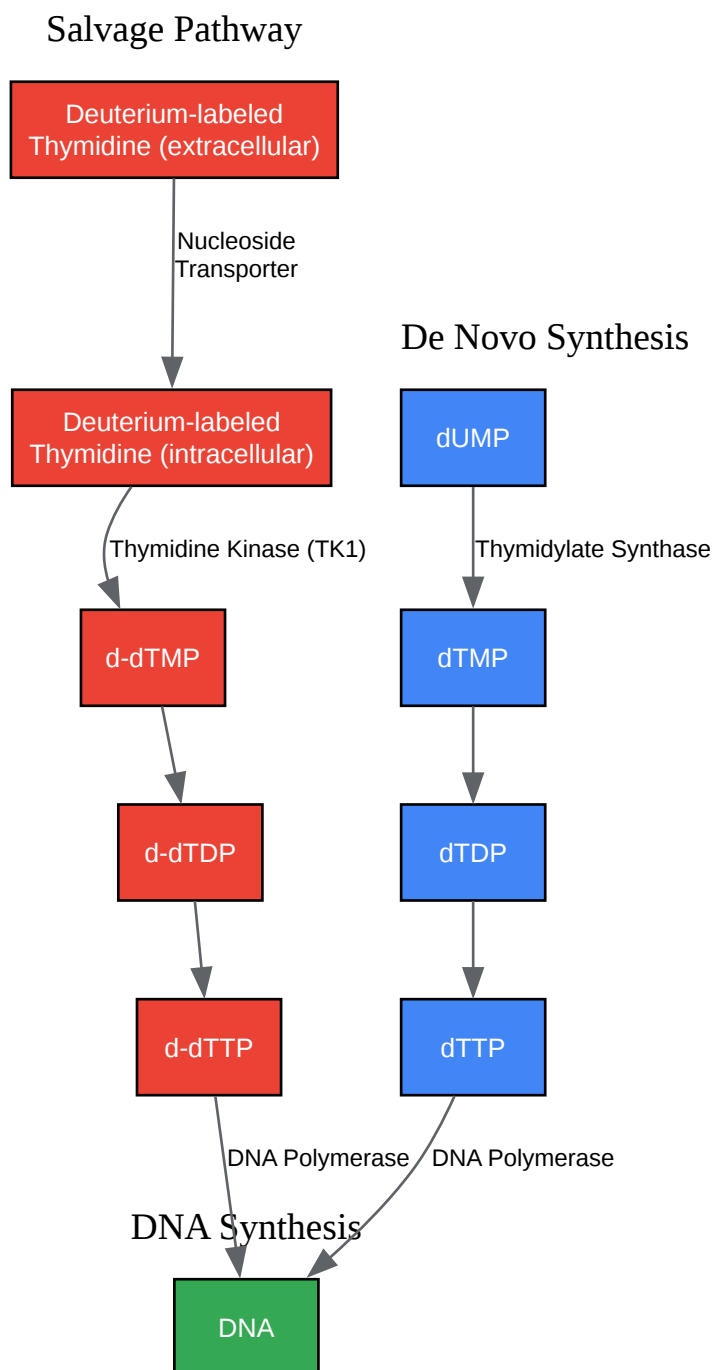 Salvage Pathway
Deuterium-labeled
Thymidine (extracellular)
Nucleoside
Transporter
De Novo Synthesis
Deuterium-labeled
Thymidine (intracellular)
dUMP
Thymidine Kinase (TK1)
Thymidylate Synthase
d-dTMP
dTMP
d-dTDP
dTDP
d-dTTP
dTTP
DNA Polymerase
DNA Polymerase
DNA Synthesis
DNA